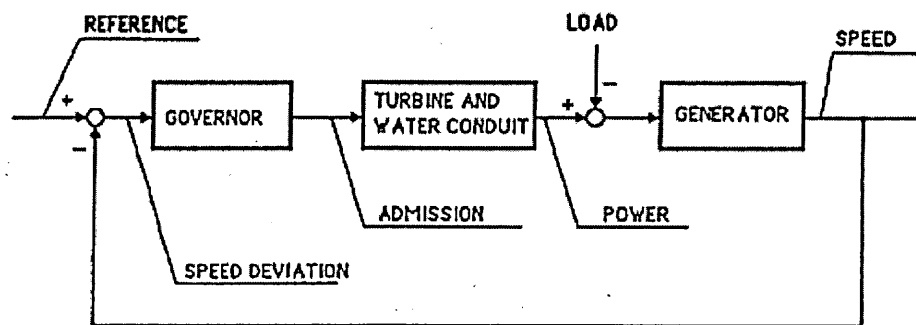 REFERENCE
LOAD
SPEED
+
−
GOVERNOR
TURBINE AND
WATER CONDUIT
+
−
GENERATOR
ADMISSION
POWER
SPEED DEVIATION